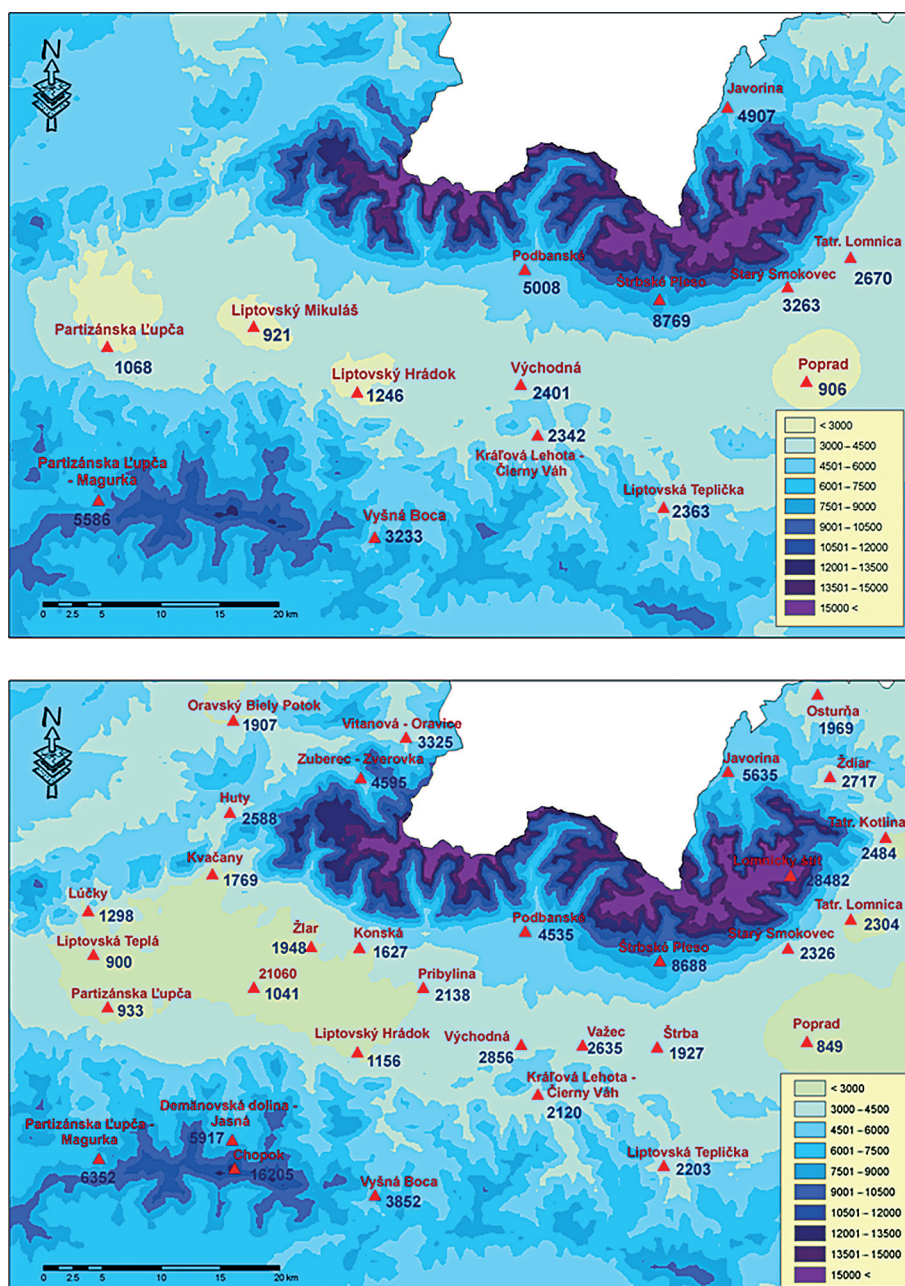 N
Javorina
4907
Tatr. Lomnica
2670
Podbanské
5008
Starý Smokovec
3263
Štrbské Pleso
8769
Liptovský Mikuláš
921
Partizánska Ľupča
1068
Východná
2401
Poprad
906
Liptovský Hrádok
1246
2342
Kráľová Lehota -
Čierny Váh
Partizánska Ľupča
- Magurka
5586
Liptovská Teplička
2363
Vyšná Boca
3233
< 3000
3000 – 4500
4501 – 6000
6001 – 7500
7501 – 9000
9001 – 10500
10501 – 12000
12001 – 13500
13501 – 15000
15000 <
0 2.5 5 10 15 20 km
N
Oravský Biely Potok
1907
Vitanová - Oravice
3325
Osturňa
1969
Zuberec - Zverovka
4595
Javorina
5635
Ždiar
2717
Huty
2588
Tatr. Kotlina
2484
Kvačany
1769
Lomnický štít
28482
Lúčky
1298
Tatr. Lomnica
2304
Podbanské
4535
Starý Smokovec
2326
Liptovská Teplá
900
Žiar
1948
Konská
1627
Štrbské Pleso
8688
21060
1041
Pribylina
2138
Partizánska Ľupča
933
Liptovský Hrádok
1156
Východná
2856
Važec
2635
Štrba
1927
Poprad
849
Kráľová Lehota -
Čierny Váh
2120
Demänovská dolina -
Jasná
5917
Partizánska Ľupča -
Magurka
6352
Chopok
16205
Liptovská Teplička
2203
Vyšná Boca
3852
< 3000
3000 – 4500
4501 – 6000
6001 – 7500
7501 – 9000
9001 – 10500
10501 – 12000
12001 – 13500
13501 – 15000
15000 <
0 2.5 5 10 15 20 km